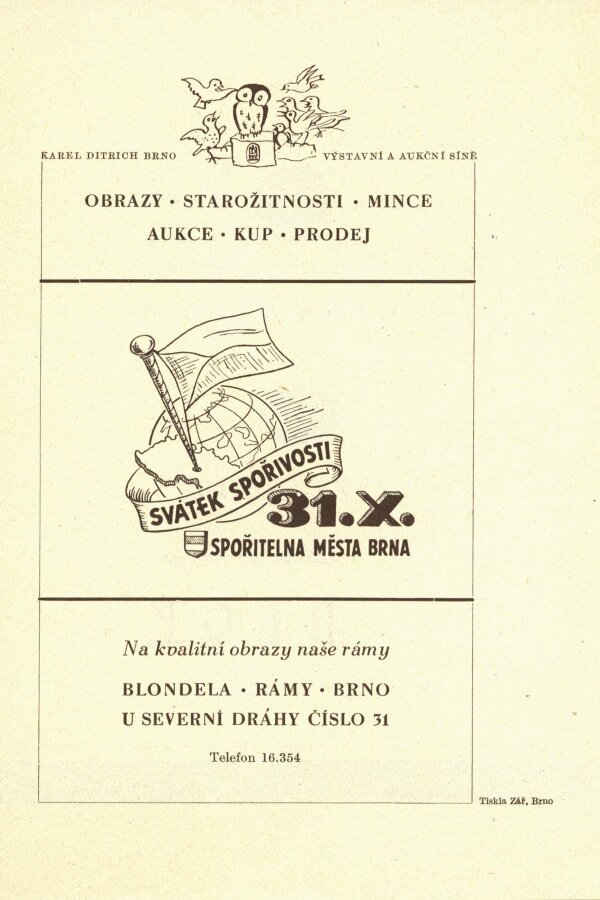 KAREL DITRICH BRNO
VÝSTAVNÍ A AUKČNÍ SÍNĚ
OBRAZY · STAROŽITNOSTI · MINCE
AUKCE · KUP · PRODEJ
SVÁTEK SPOŘIVOSTI
31.X.
SPOŘITELNA MĚSTA BRNA
Na kvalitní obrazy naše rámy
BLONDELA · RÁMY · BRNO
U SEVERNÍ DRÁHY ČÍSLO 31
Telefon 16.354
Tiskla Zář, Brno